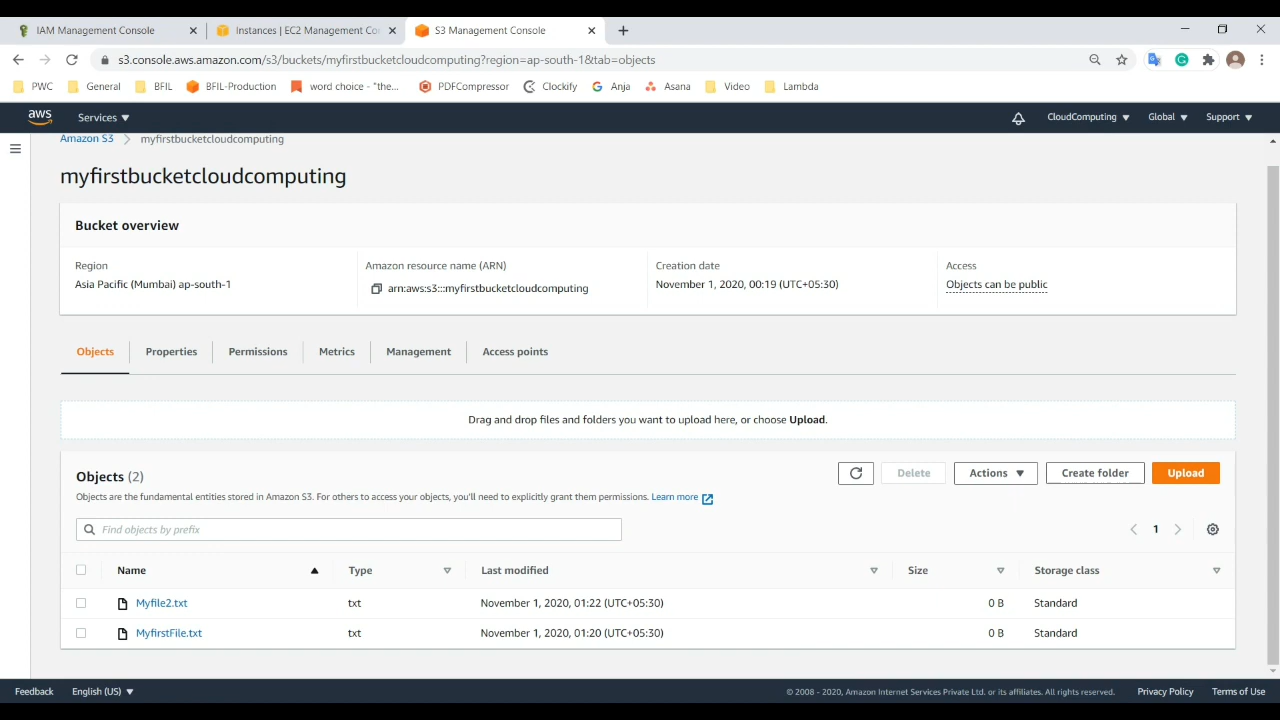 IAM Management Console
Instances | EC2 Management Co
S3 Management Console
s3.console.aws.amazon.com/s3/buckets/myfirstbucketcloudcomputing?region=ap-south-1&tab=objects
PWC General BFIL BFIL-Production word choice - "the... PDFCompressor Clockify Anja Asana Video Lambda
aws Services CloudComputing Global Support
Amazon S3 myfirstbucketcloudcomputing
myfirstbucketcloudcomputing
Bucket overview
Region Amazon resource name (ARN) Creation date Access
Asia Pacific (Mumbai) ap-south-1 arn:aws:s3:::myfirstbucketcloudcomputing November 1, 2020, 00:19 (UTC+05:30) Objects can be public
Objects Properties Permissions Metrics Management Access points
Drag and drop files and folders you want to upload here, or choose Upload.
Objects (2) Delete Actions Create folder Upload
Objects are the fundamental entities stored in Amazon S3. For others to access your objects, you'll need to explicitly grant them permissions. Learn more
Find objects by prefix 1
Name Type Last modified Size Storage class
Myfile2.txt txt November 1, 2020, 01:22 (UTC+05:30) 0 B Standard
MyfirstFile.txt txt November 1, 2020, 01:20 (UTC+05:30) 0 B Standard
Feedback English (US) © 2008 - 2020, Amazon Internet Services Private Ltd. or its affiliates. All rights reserved. Privacy Policy Terms of Use